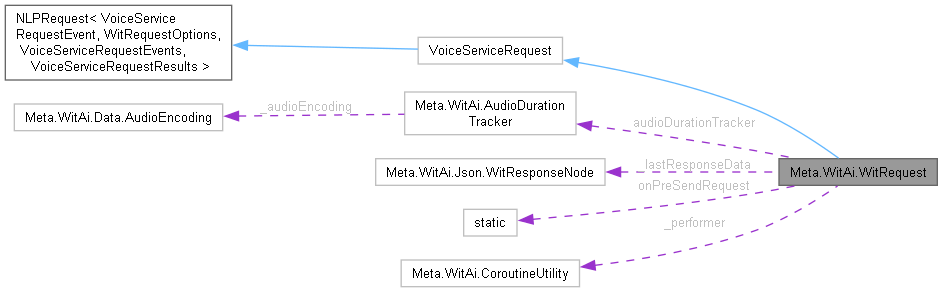 NLPRequest< VoiceService
RequestEvent, WitRequestOptions,
VoiceServiceRequestEvents,
VoiceServiceRequestResults >
VoiceServiceRequest
Meta.WitAi.Data.AudioEncoding
_audioEncoding
Meta.WitAi.AudioDuration
Tracker
audioDurationTracker
Meta.WitAi.Json.WitResponseNode
lastResponseData
Meta.WitAi.WitRequest
onPreSendRequest
static
_performer
Meta.WitAi.CoroutineUtility